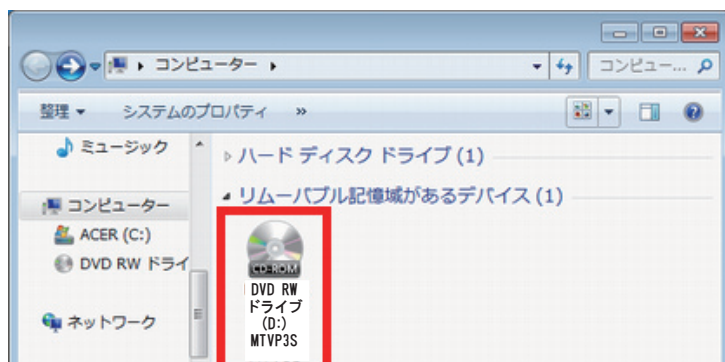 コンピューター
コンピュー...
整理 システムのプロパティ »
ミュージック
コンピューター
ACER (C:)
DVD RW ドライ
ネットワーク
ハード ディスク ドライブ (1)
リムーバブル記憶域があるデバイス (1)
CD-ROM
DVD RW
ドライブ
(D:)
MTVP3S